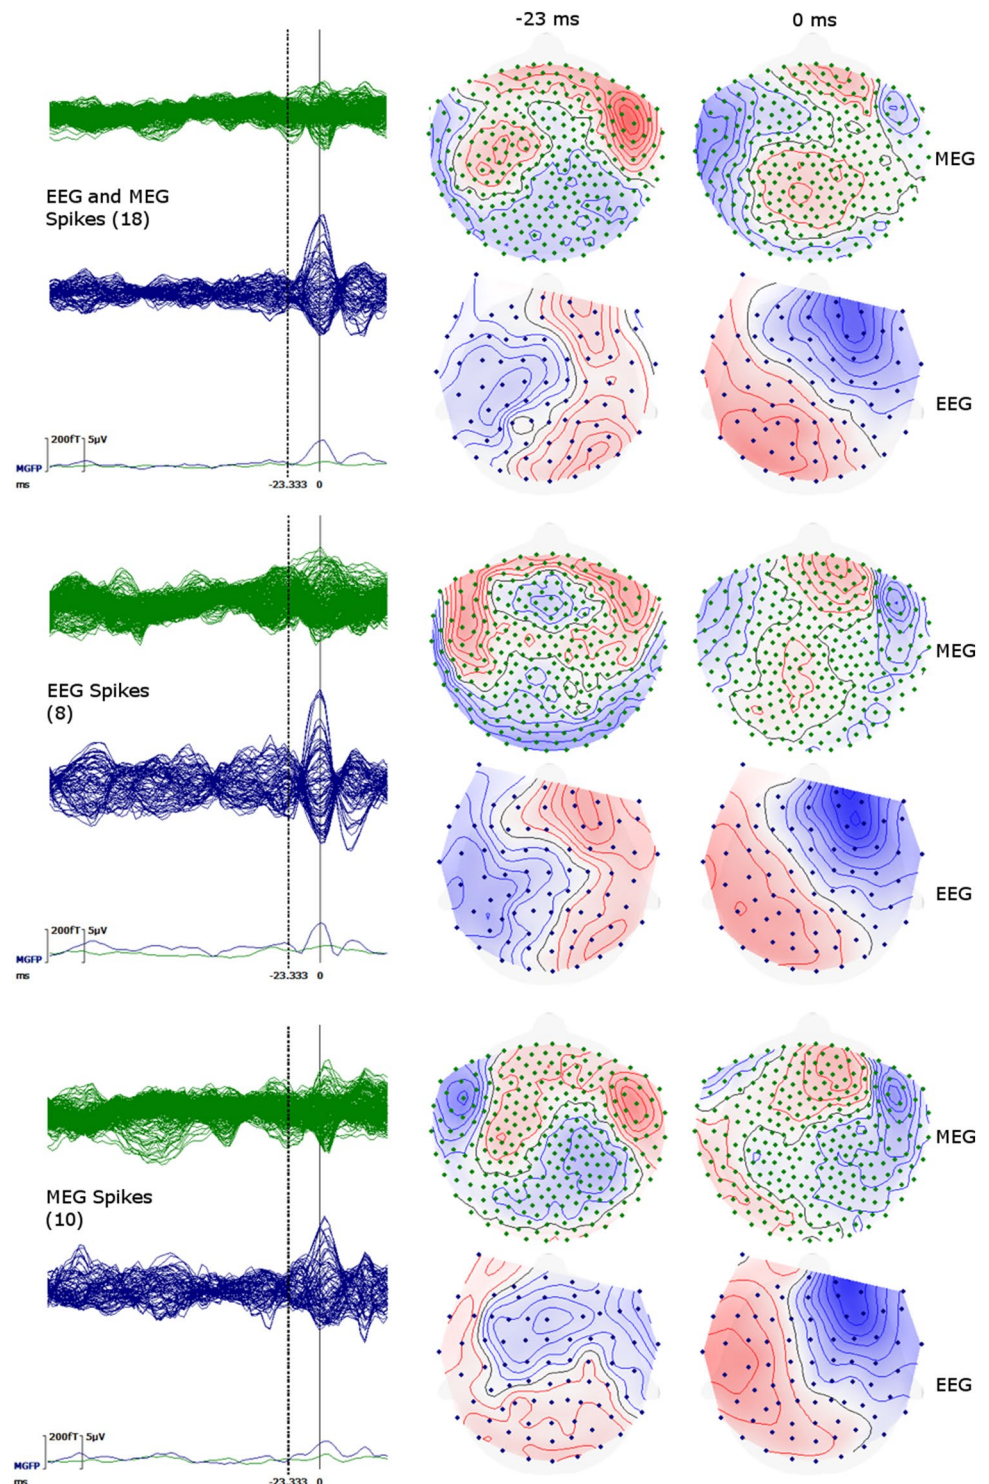 -23 ms
0 ms
MEG
EEG and MEG
Spikes (18)
EEG
200fT
5μV
MGFP
ms
-23.333
0
MEG
EEG Spikes
(8)
EEG
200fT
5μV
MGFP
ms
-23.333
0
MEG
MEG Spikes
(10)
EEG
200fT
5μV
MGFP
ms
-23.333
0